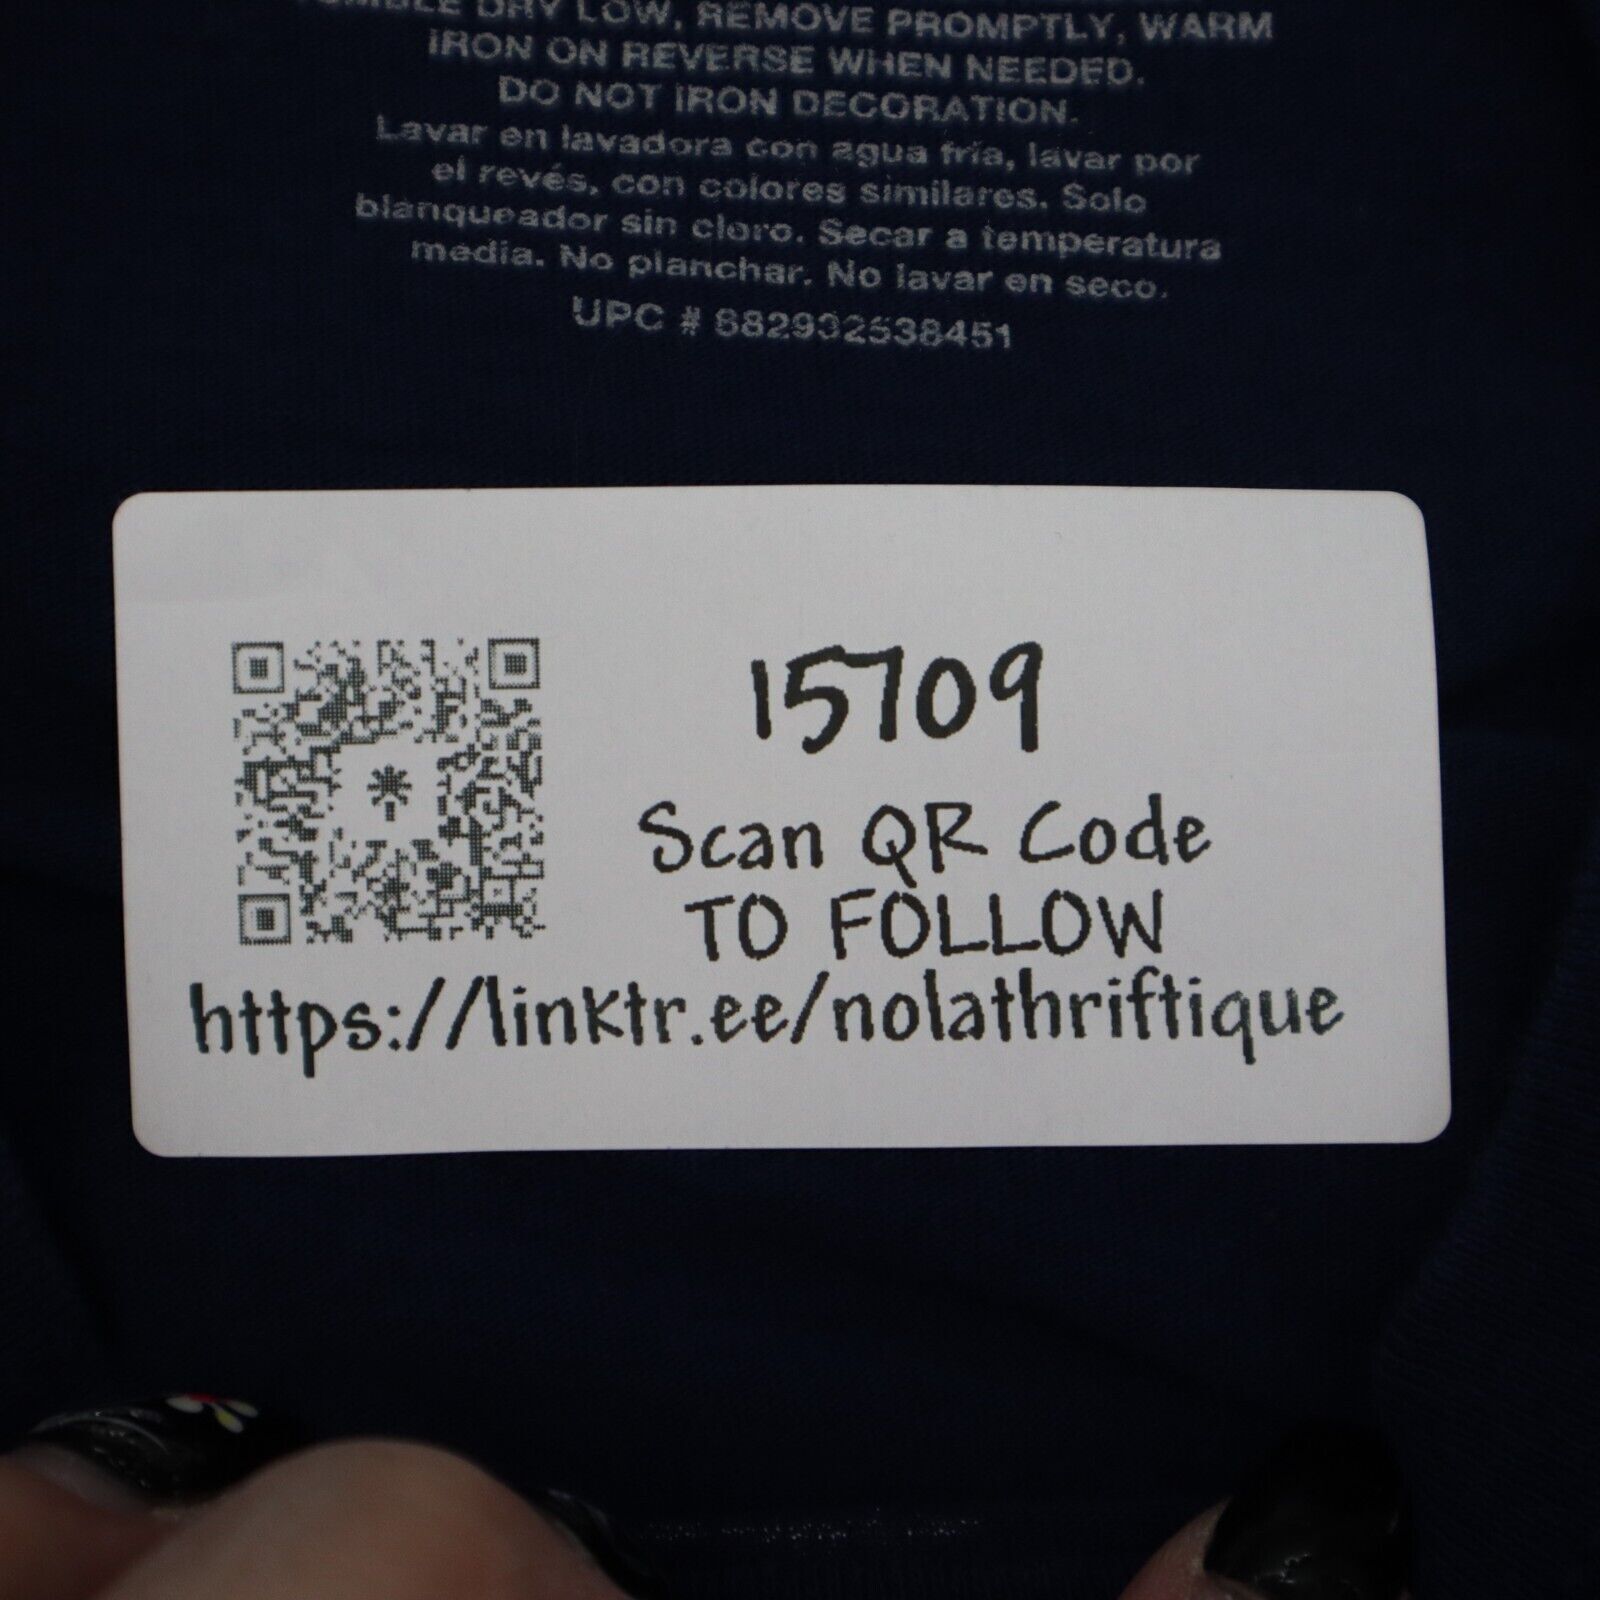 TUMBLE DRY LOW, REMOVE PROMPTLY, WARM
IRON ON REVERSE WHEN NEEDED.
DO NOT IRON DECORATION.
Lavar en lavadora con agua fría, lavar por
el revés, con colores similares. Solo
blanqueador sin cloro. Secar a temperatura
media. No planchar. No lavar en seco.
UPC # 882932538451
15709
Scan QR Code
TO FOLLOW
https://linktr.ee/nolathriftique